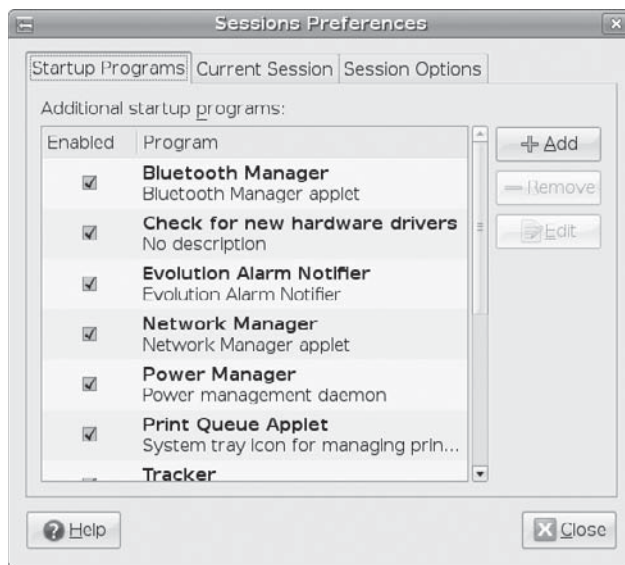 Sessions Preferences
Startup Programs Current Session Session Options
Additional startup programs:
Enabled Program
Bluetooth Manager
Bluetooth Manager applet
Check for new hardware drivers
No description
Evolution Alarm Notifier
Evolution Alarm Notifier
Network Manager
Network Manager applet
Power Manager
Power management daemon
Print Queue Applet
System tray icon for managing prin...
Tracker
Add
Remove
Edit
Help
Close